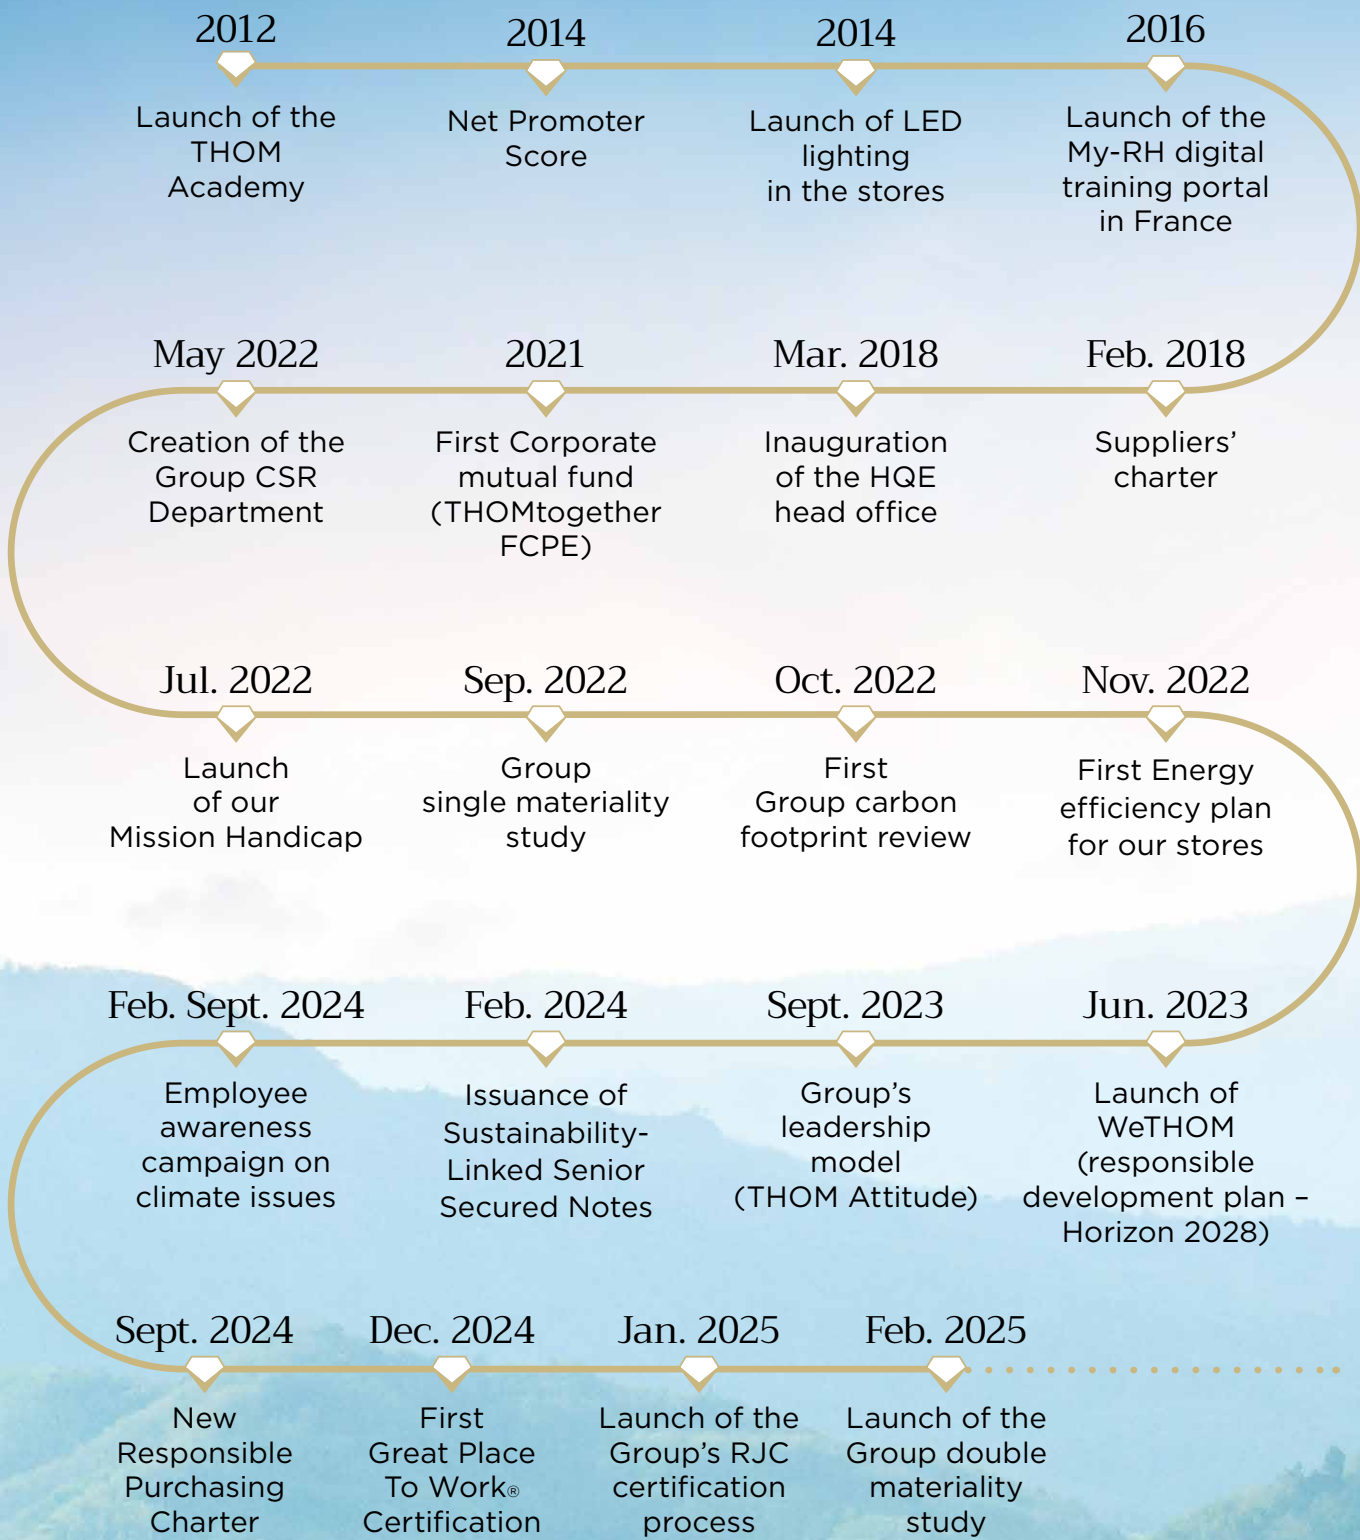 2012
Launch of the
THOM
Academy
2014
Net Promoter
Score
2014
Launch of LED
lighting
in the stores
2016
Launch of the
My-RH digital
training portal
in France
Feb. 2018
Suppliers’
charter
Mar. 2018
Inauguration
of the HQE
head office
2021
First Corporate
mutual fund
(THOMtogether
FCPE)
May 2022
Creation of the
Group CSR
Department
Jul. 2022
Launch
of our
Mission Handicap
Sep. 2022
Group
single materiality
study
Oct. 2022
First
Group carbon
footprint review
Nov. 2022
First Energy
efficiency plan
for our stores
Jun. 2023
Launch of
WeTHOM
(responsible
development plan –
Horizon 2028)
Sept. 2023
Group’s
leadership
model
(THOM Attitude)
Feb. 2024
Issuance of
Sustainability-
Linked Senior
Secured Notes
Feb. Sept. 2024
Employee
awareness
campaign on
climate issues
Sept. 2024
New
Responsible
Purchasing
Charter
Dec. 2024
First
Great Place
To Work®
Certification
Jan. 2025
Launch of the
Group’s RJC
certification
process
Feb. 2025
Launch of the
Group double
materiality
study